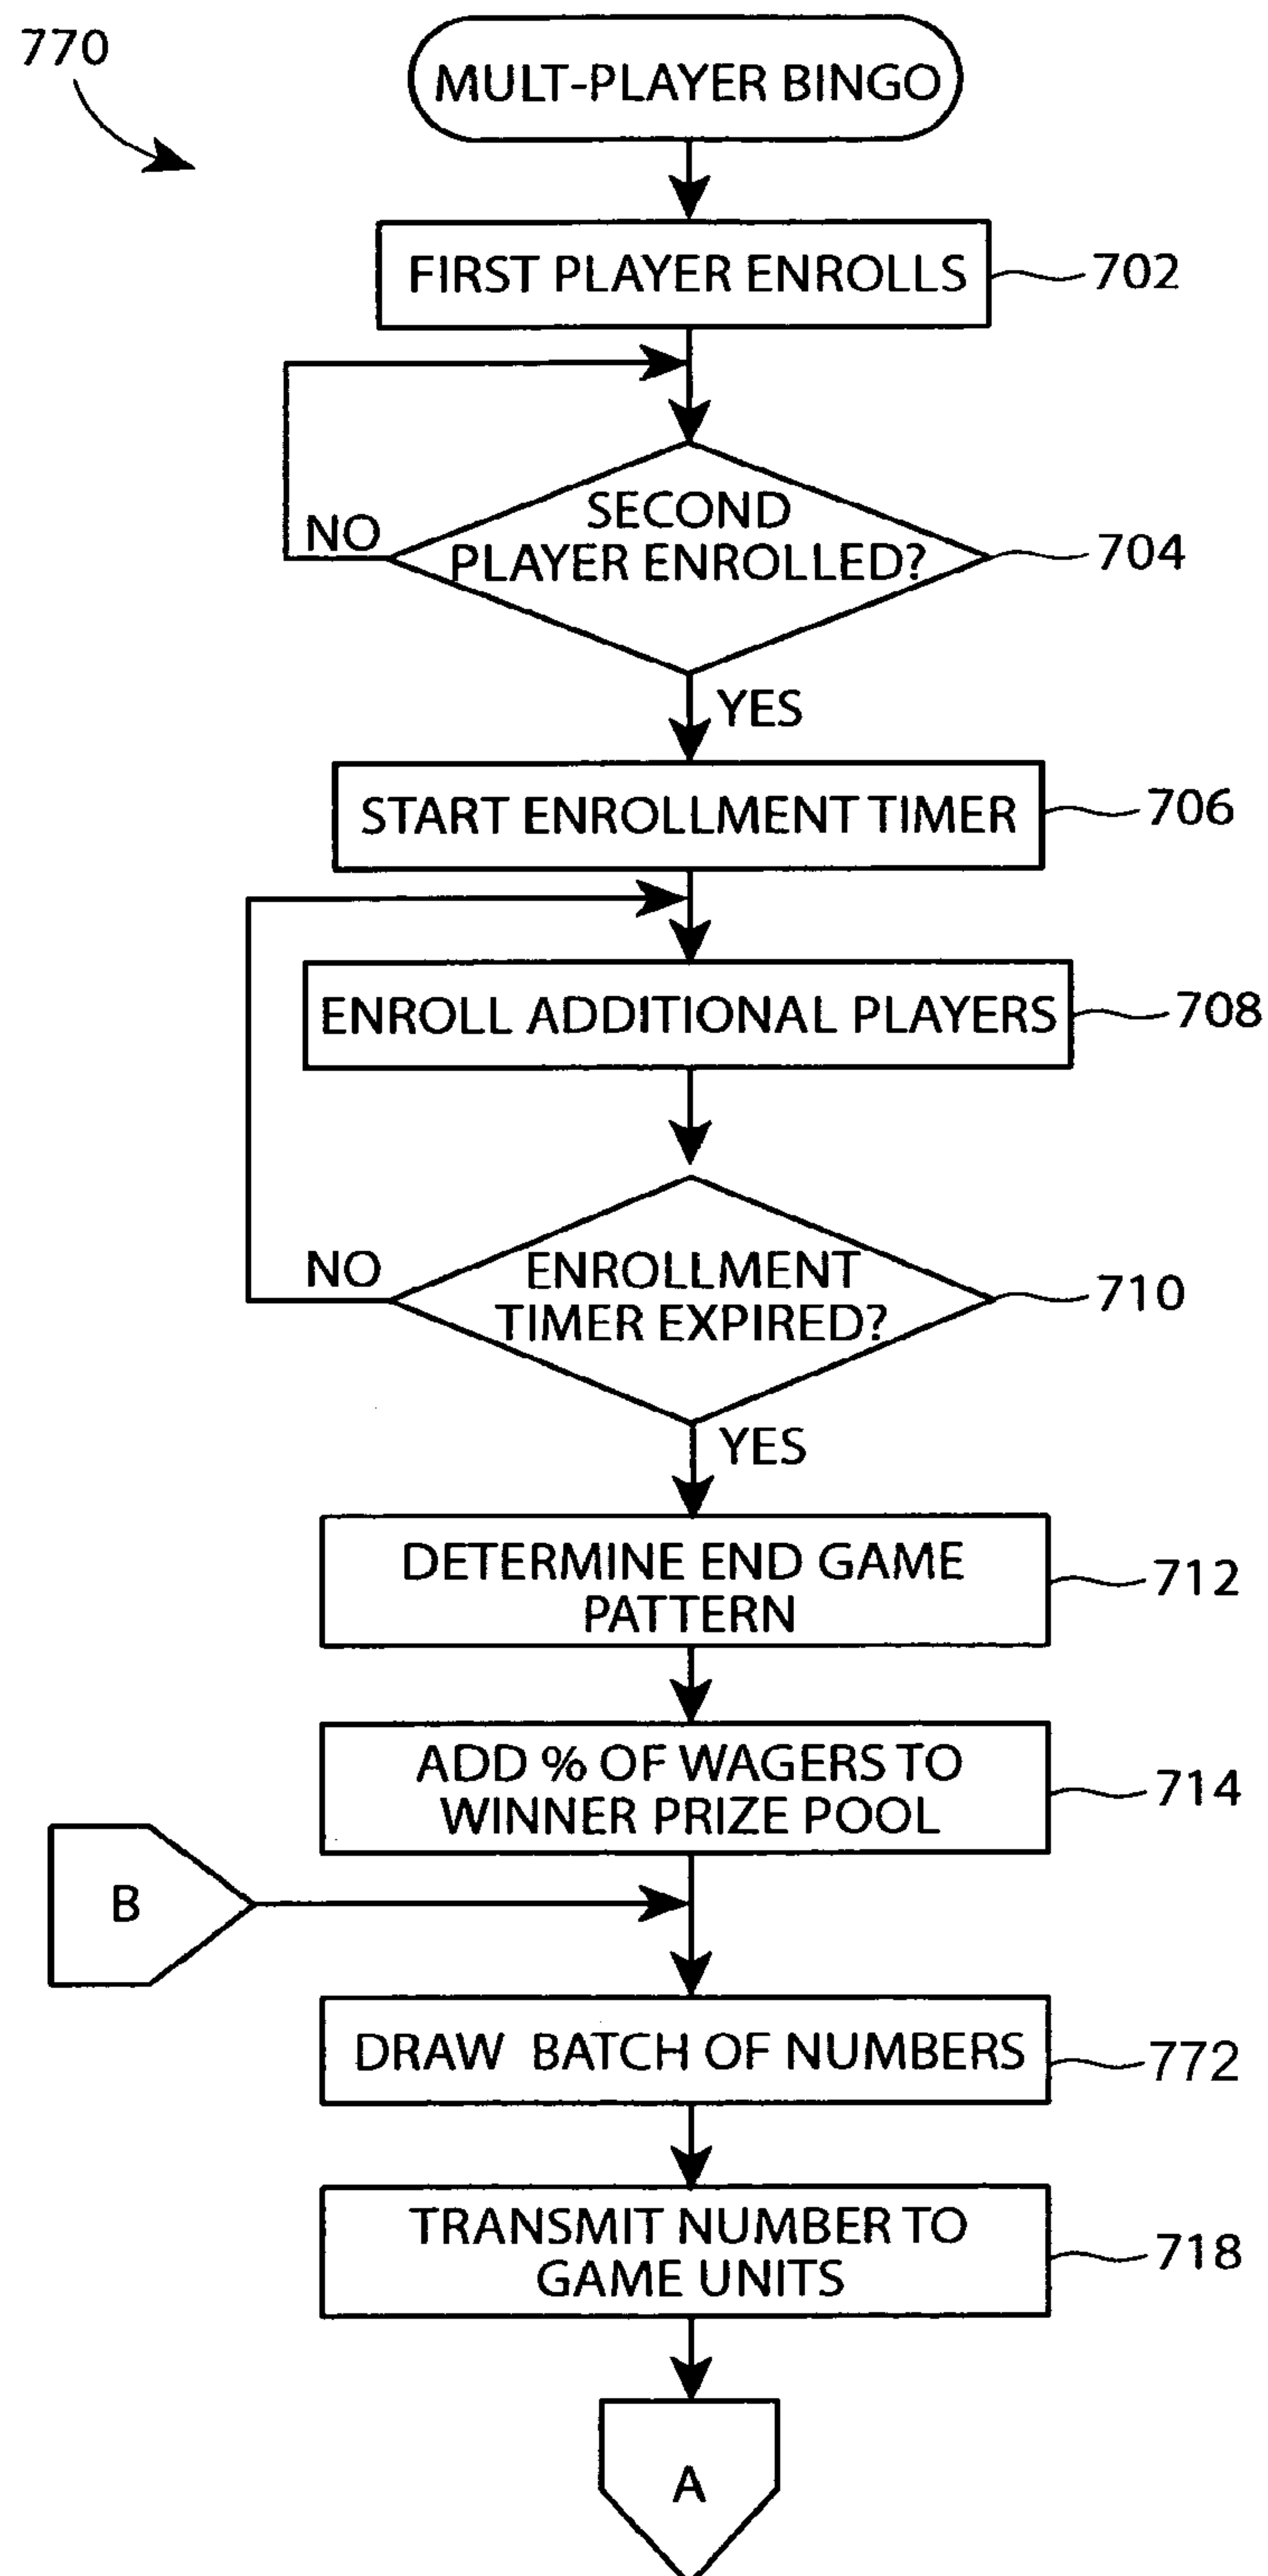 770
MULT-PLAYER BINGO
FIRST PLAYER ENROLLS
702
SECOND
PLAYER ENROLLED?
NO
704
YES
START ENROLLMENT TIMER
706
ENROLL ADDITIONAL PLAYERS
708
ENROLLMENT
TIMER EXPIRED?
NO
710
YES
DETERMINE END GAME
PATTERN
712
ADD % OF WAGERS TO
WINNER PRIZE POOL
714
B
DRAW BATCH OF NUMBERS
772
TRANSMIT NUMBER TO
GAME UNITS
718
A